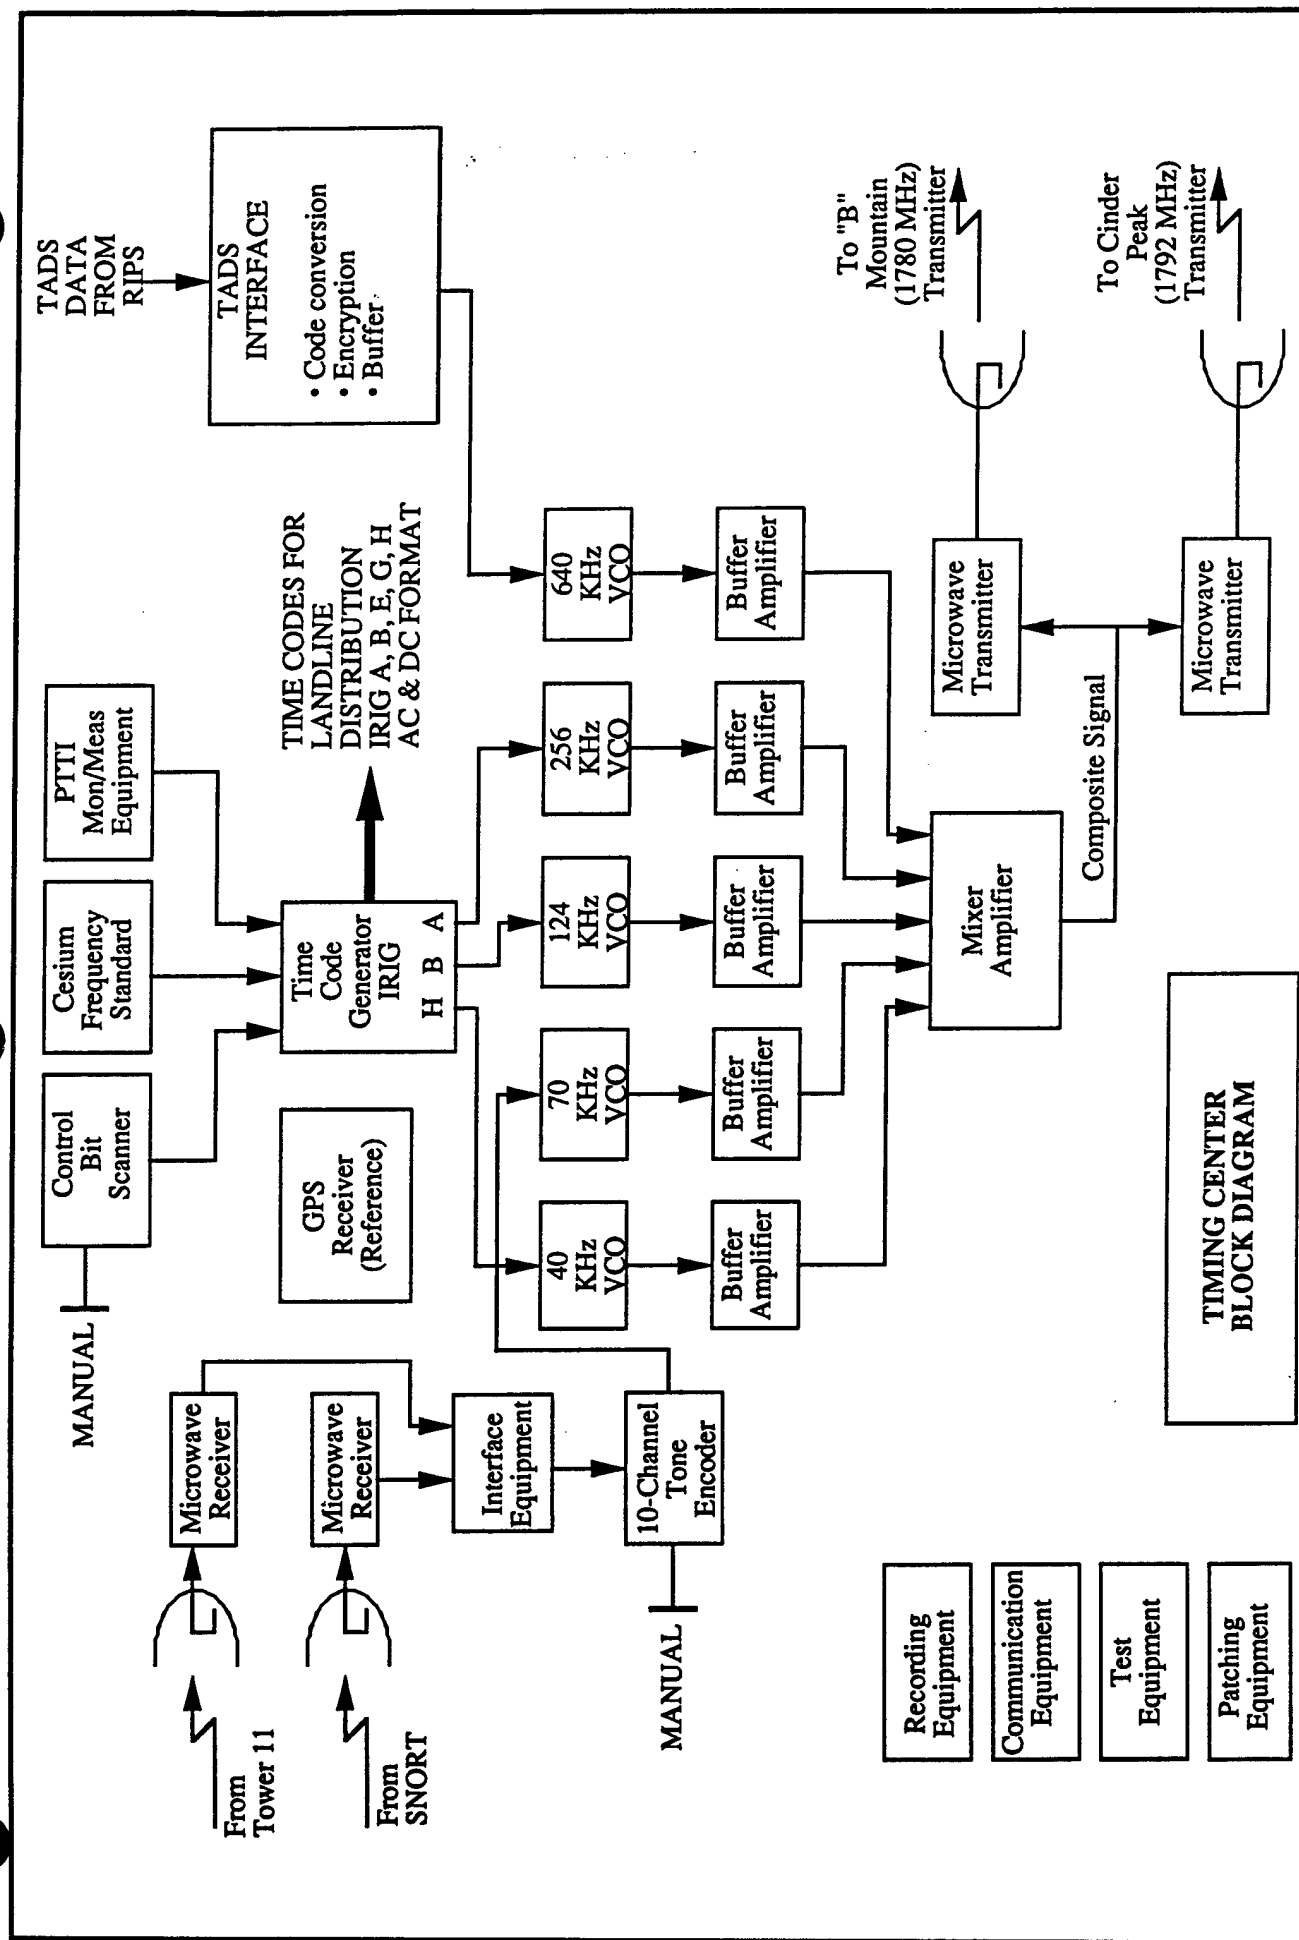 TADS
DATA
FROM
RIPS
TADS
INTERFACE
• Code conversion
• Encryption
• Buffer
PTTI
Mon/Meas
Equipment
Cesium
Frequency
Standard
Control
Bit
Scanner
MANUAL
TIME CODES FOR
LANDLINE
DISTRIBUTION
IRIG A, B, E, G, H
AC & DC FORMAT
Time
Code
Generator
IRIG
H B A
GPS
Receiver
(Reference)
From
Tower 11
Microwave
Receiver
From
SNORT
Microwave
Receiver
Interface
Equipment
10-Channel
Tone
Encoder
MANUAL
40
KHz
VCO
70
KHz
VCO
124
KHz
VCO
256
KHz
VCO
640
KHz
VCO
Buffer
Amplifier
Buffer
Amplifier
Buffer
Amplifier
Buffer
Amplifier
Buffer
Amplifier
Mixer
Amplifier
Composite Signal
Microwave
Transmitter
Microwave
Transmitter
To "B"
Mountain
(1780 MHz)
Transmitter
To Cinder
Peak
(1792 MHz)
Transmitter
Recording
Equipment
Communication
Equipment
Test
Equipment
Patching
Equipment
TIMING CENTER
BLOCK DIAGRAM